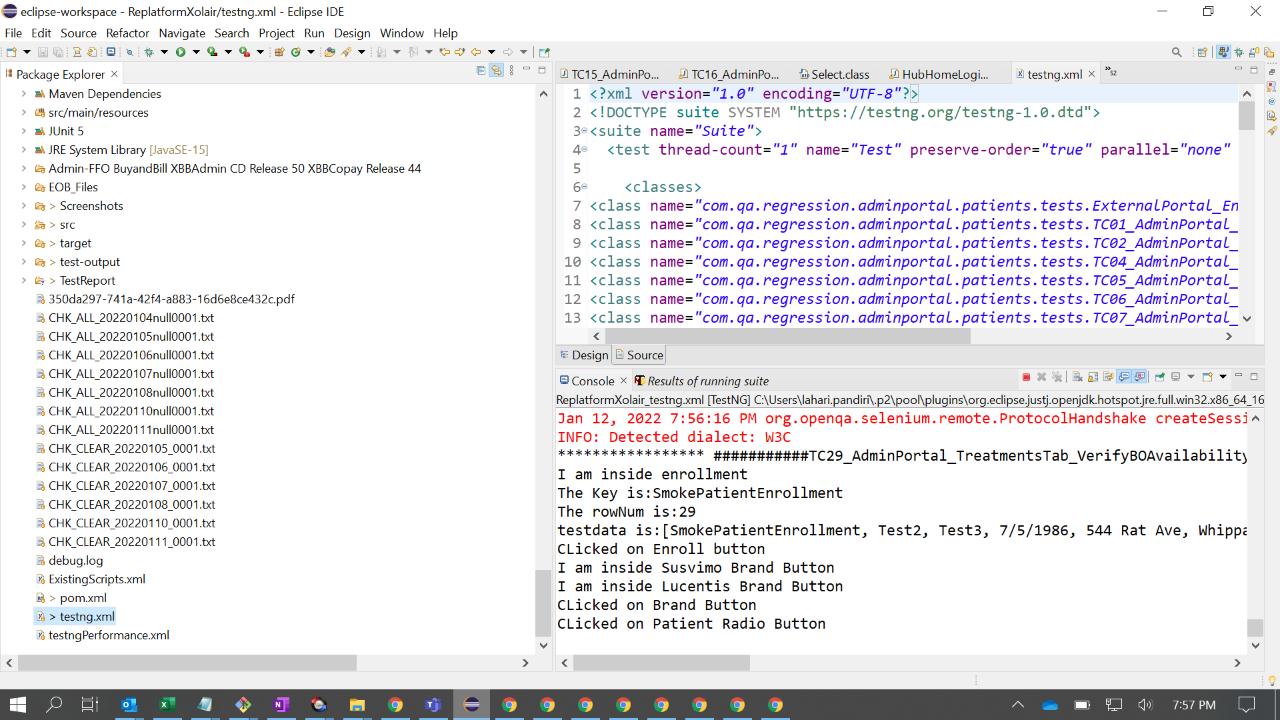 eclipse-workspace - ReplatformXolair/testng.xml - Eclipse IDE
File Edit Source Refactor Navigate Search Project Run Design Window Help
Package Explorer
Maven Dependencies
src/main/resources
JUnit 5
JRE System Library [JavaSE-15]
Admin-FFO BuyandBill XBBAdmin CD Release 50 XBBCopay Release 44
EOB_Files
> Screenshots
> src
> target
> test-output
> TestReport
350da297-741a-42f4-a883-16d6e8ce432c.pdf
CHK_ALL_20220104null0001.txt
CHK_ALL_20220105null0001.txt
CHK_ALL_20220106null0001.txt
CHK_ALL_20220107null0001.txt
CHK_ALL_20220108null0001.txt
CHK_ALL_20220110null0001.txt
CHK_ALL_20220111null0001.txt
CHK_CLEAR_20220105_0001.txt
CHK_CLEAR_20220106_0001.txt
CHK_CLEAR_20220107_0001.txt
CHK_CLEAR_20220108_0001.txt
CHK_CLEAR_20220110_0001.txt
CHK_CLEAR_20220111_0001.txt
debug.log
ExistingScripts.xml
> pom.xml
> testng.xml
testngPerformance.xml
TC15_AdminPo... TC16_AdminPo... Select.class HubHomeLogi... testng.xml »52
1 <?xml version="1.0" encoding="UTF-8"?>
2 <!DOCTYPE suite SYSTEM "https://testng.org/testng-1.0.dtd">
3 <suite name="Suite">
4 <test thread-count="1" name="Test" preserve-order="true" parallel="none"
5
6 <classes>
7 <class name="com.qa.regression.adminportal.patients.tests.ExternalPortal_En
8 <class name="com.qa.regression.adminportal.patients.tests.TC01_AdminPortal_
9 <class name="com.qa.regression.adminportal.patients.tests.TC02_AdminPortal_
10 <class name="com.qa.regression.adminportal.patients.tests.TC04_AdminPortal_
11 <class name="com.qa.regression.adminportal.patients.tests.TC05_AdminPortal_
12 <class name="com.qa.regression.adminportal.patients.tests.TC06_AdminPortal_
13 <class name="com.qa.regression.adminportal.patients.tests.TC07_AdminPortal_
Design Source
Console Results of running suite
ReplatformXolair_testng.xml [TestNG] C:\Users\lahari.pandiri\.p2\pool\plugins\org.eclipse.justj.openjdk.hotspot.jre.full.win32.x86_64_16
Jan 12, 2022 7:56:16 PM org.openqa.selenium.remote.ProtocolHandshake createSessi
INFO: Detected dialect: W3C
**************** ###########TC29_AdminPortal_TreatmentsTab_VerifyBOAvailability
I am inside enrollment
The Key is:SmokePatientEnrollment
The rowNum is:29
testdata is:[SmokePatientEnrollment, Test2, Test3, 7/5/1986, 544 Rat Ave, Whippa
CLicked on Enroll button
I am inside Susvimo Brand Button
I am inside Lucentis Brand Button
CLicked on Brand Button
CLicked on Patient Radio Button
7:57 PM